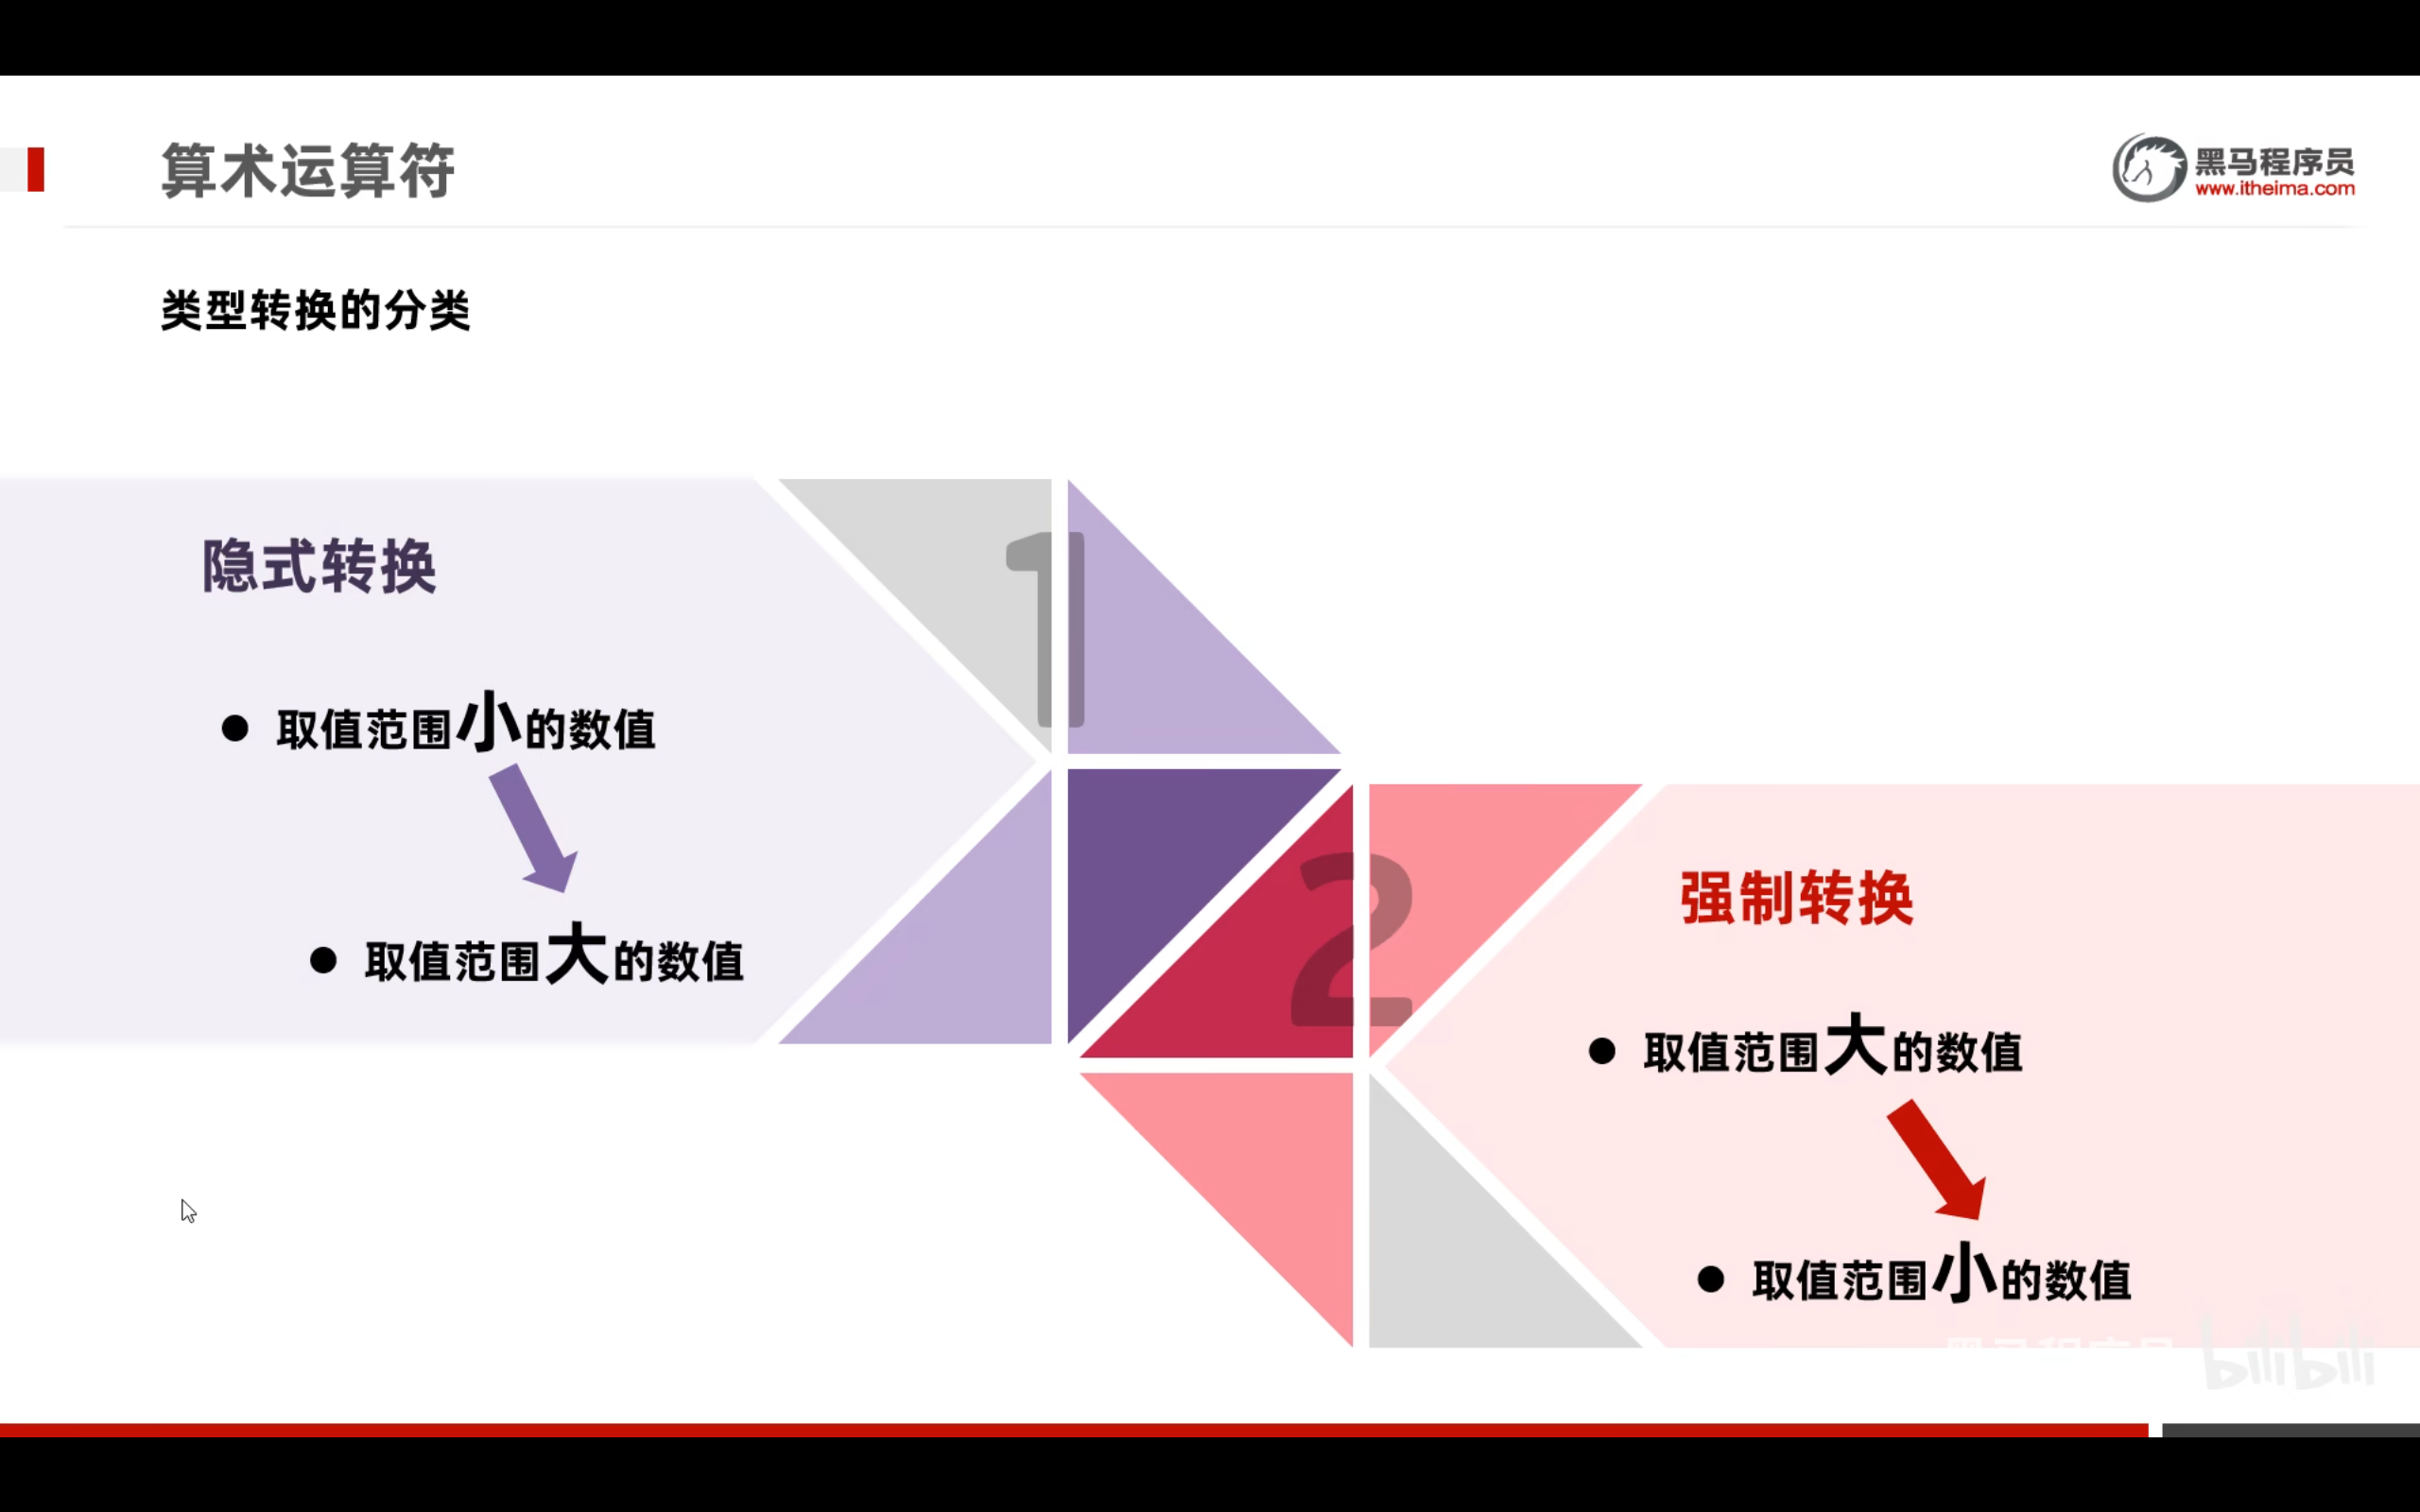 算术运算符
黑马程序员
www.itheima.com
类型转换的分类
1
隐式转换
取值范围小的数值
取值范围大的数值
2
强制转换
取值范围大的数值
取值范围小的数值
bilibili